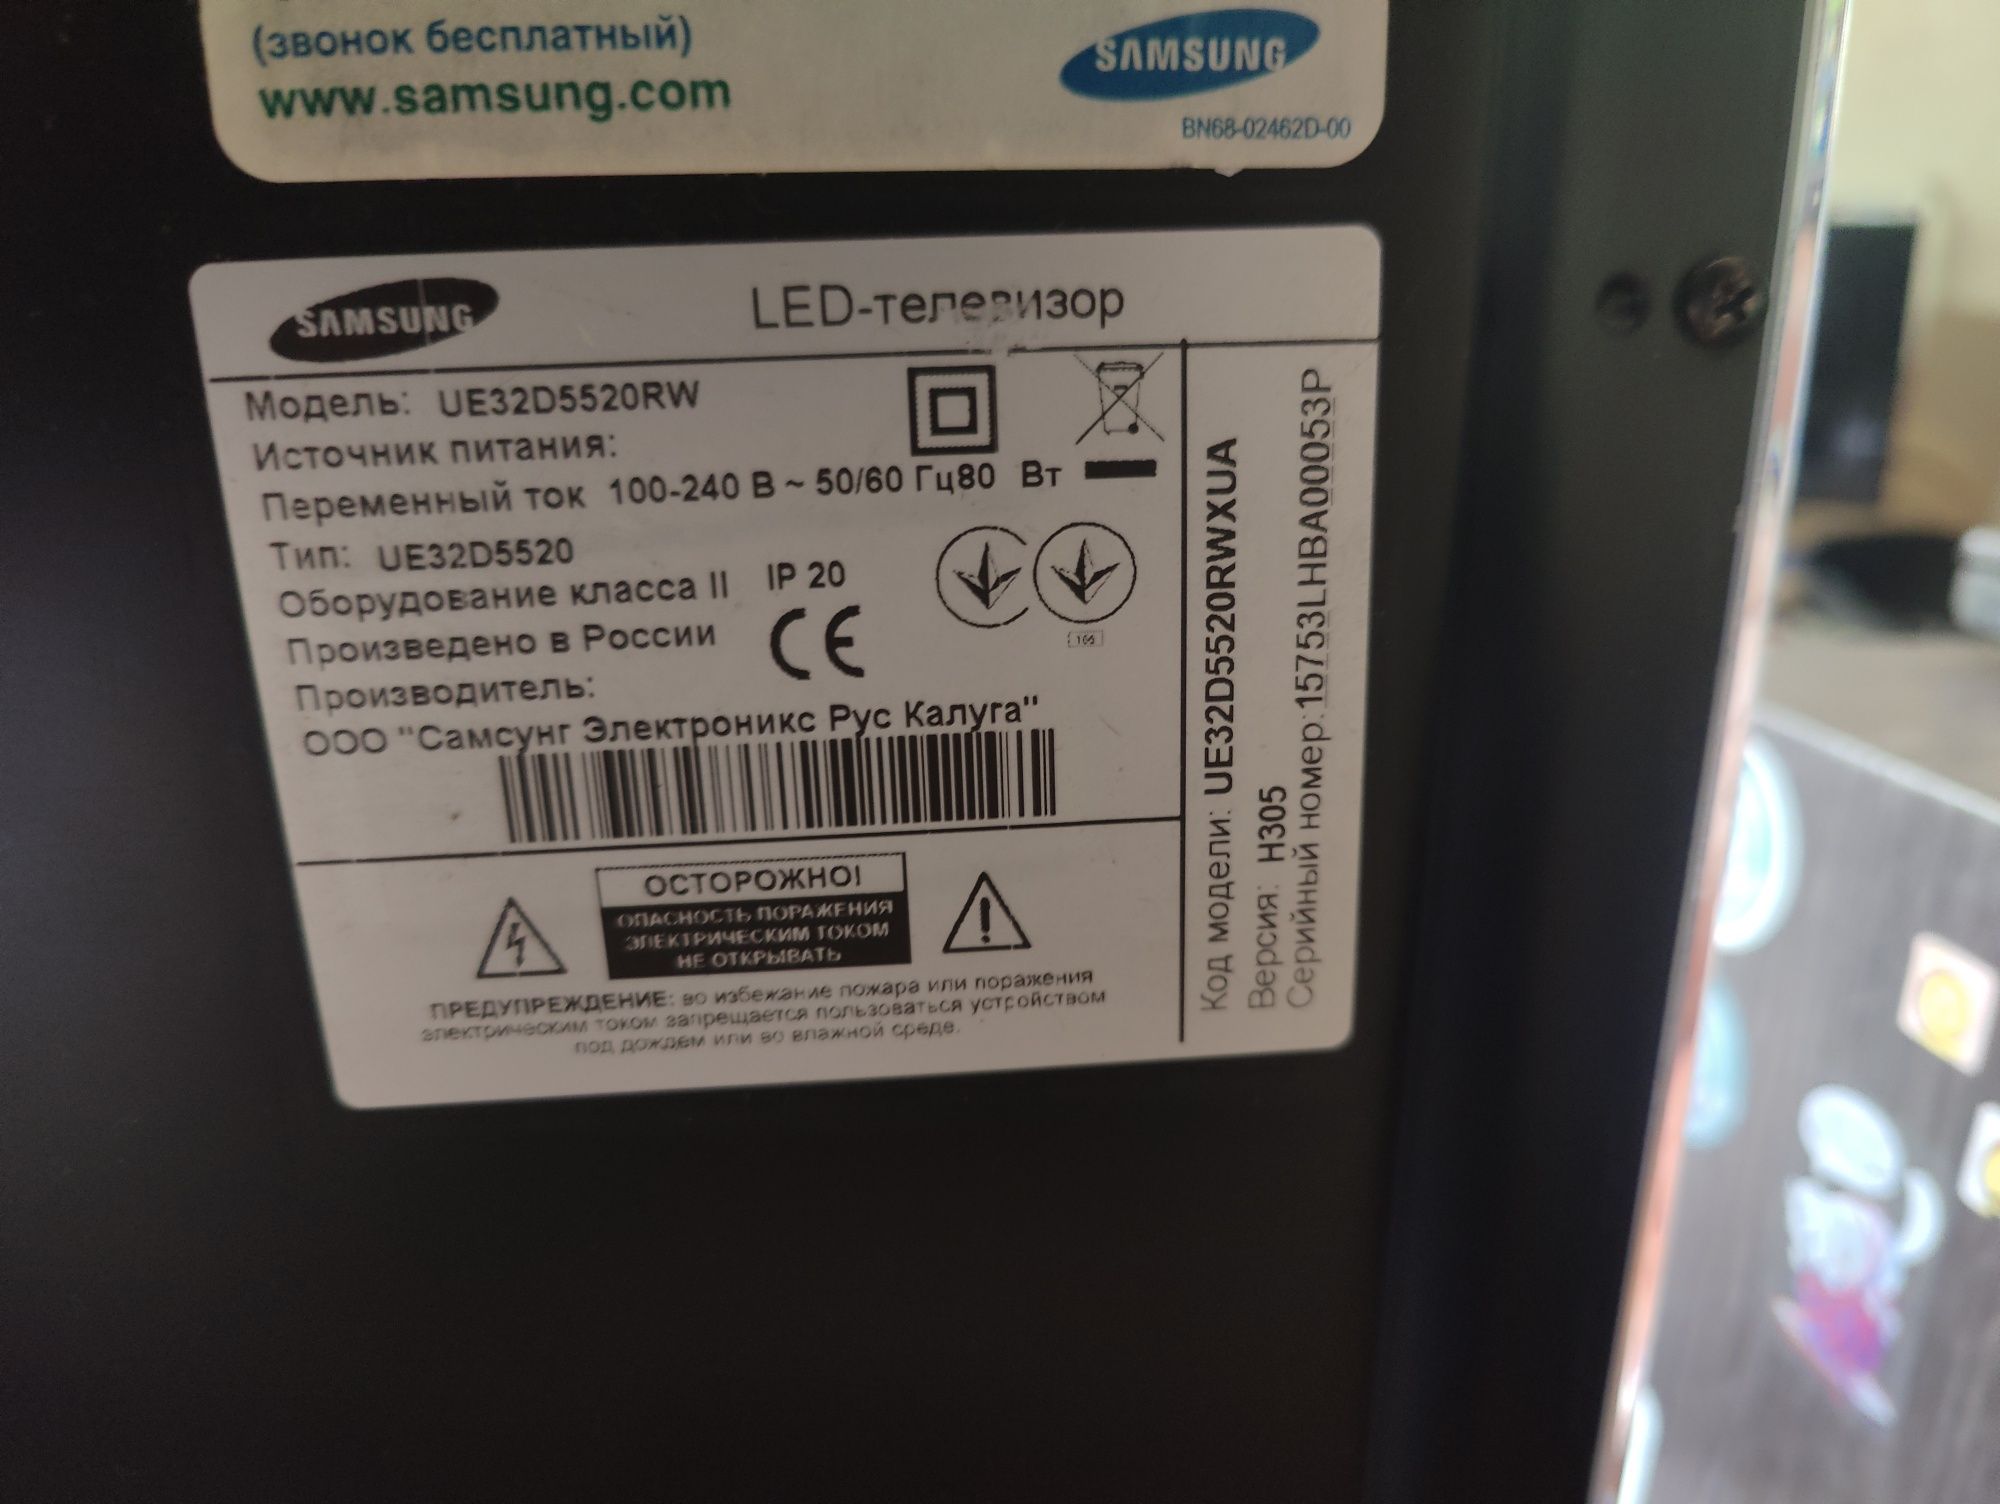 (звонок бесплатный)
www.samsung.com
SAMSUNG
BN68-02462D-00
SAMSUNG
LED-телевизор
Модель: UE32D5520RW
Источник питания:
Переменный ток 100-240 В ~ 50/60 Гц80 Вт
Тип: UE32D5520
Оборудование класса II IP 20
Произведено в России
CE
Производитель:
ООО "Самсунг Электроникс Рус Калуга"
166
ОСТОРОЖНО!
ОПАСНОСТЬ ПОРАЖЕНИЯ
ЭЛЕКТРИЧЕСКИМ ТОКОМ
НЕ ОТКРЫВАТЬ
ПРЕДУПРЕЖДЕНИЕ: во избежание пожара или поражения
электрическим током запрещается пользоваться устройством
под дождем или во влажной среде.
Код модели: UE32D5520RWXUA
Версия: H305
Серийный номер:15753LHBA00053P